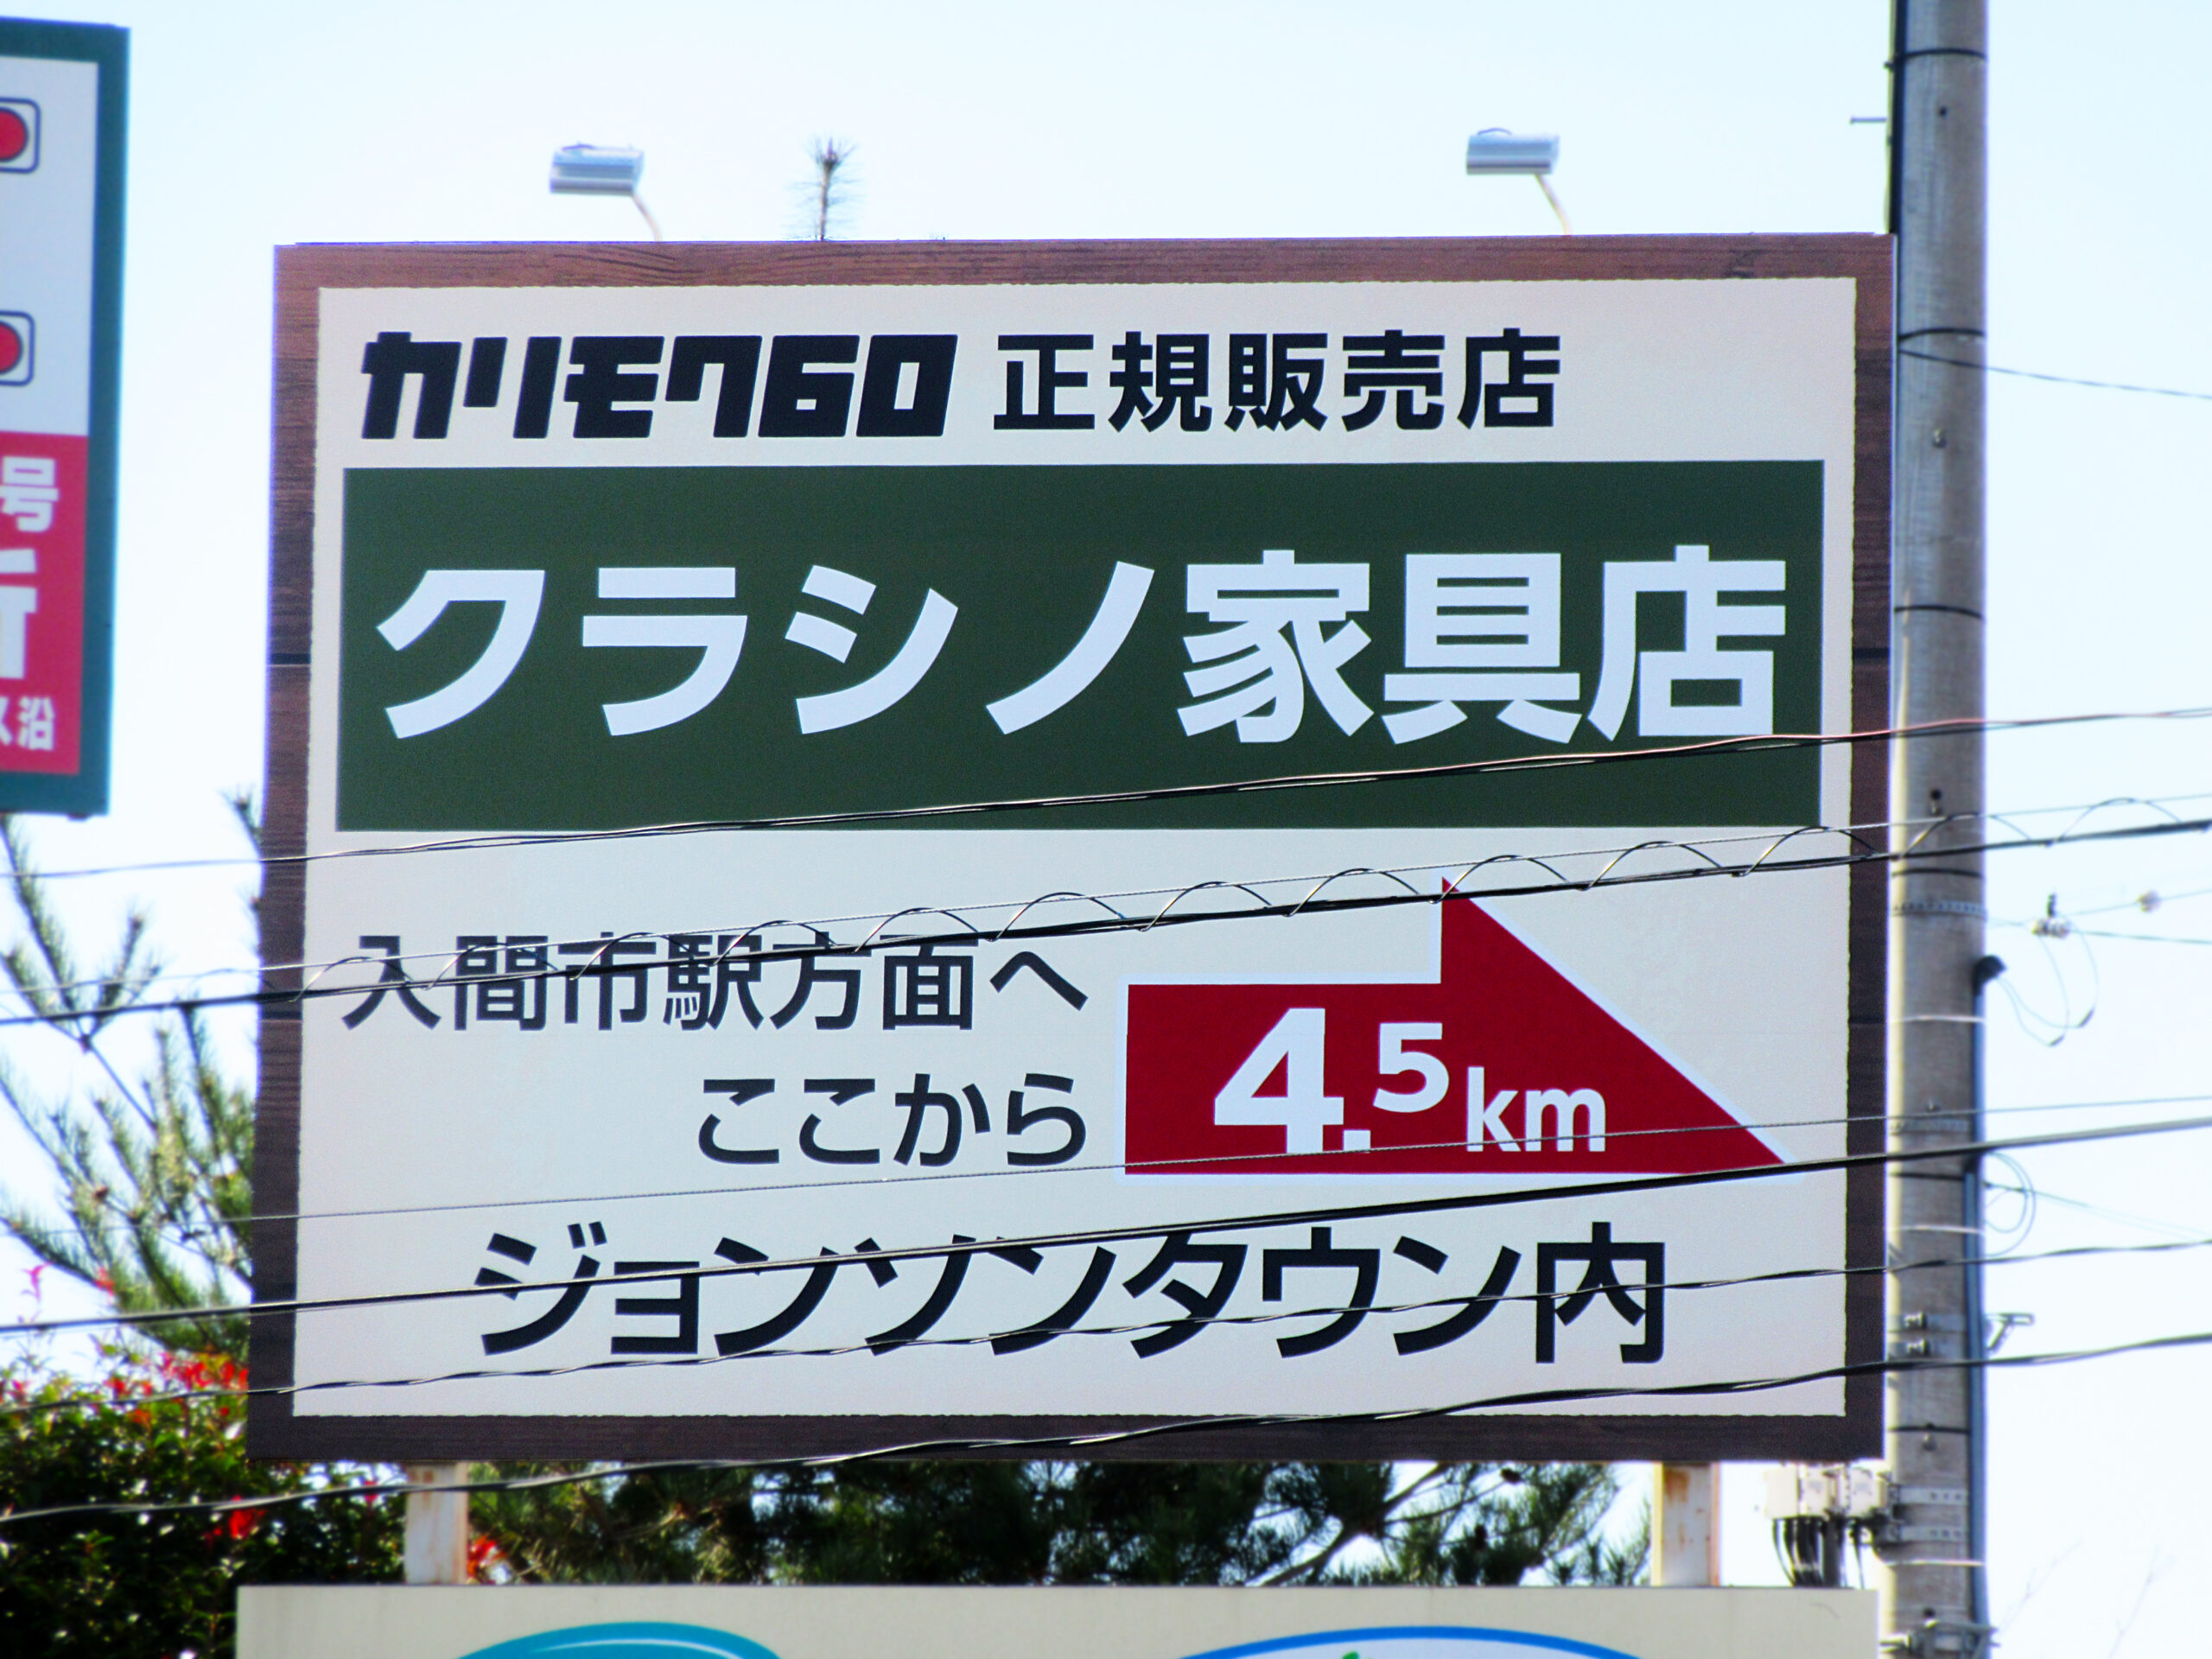 カリモク60 正規販売店
クラシノ家具店
入間市駅方面へ
ここから 4.5km
ジョンソンタウン内
号
沿